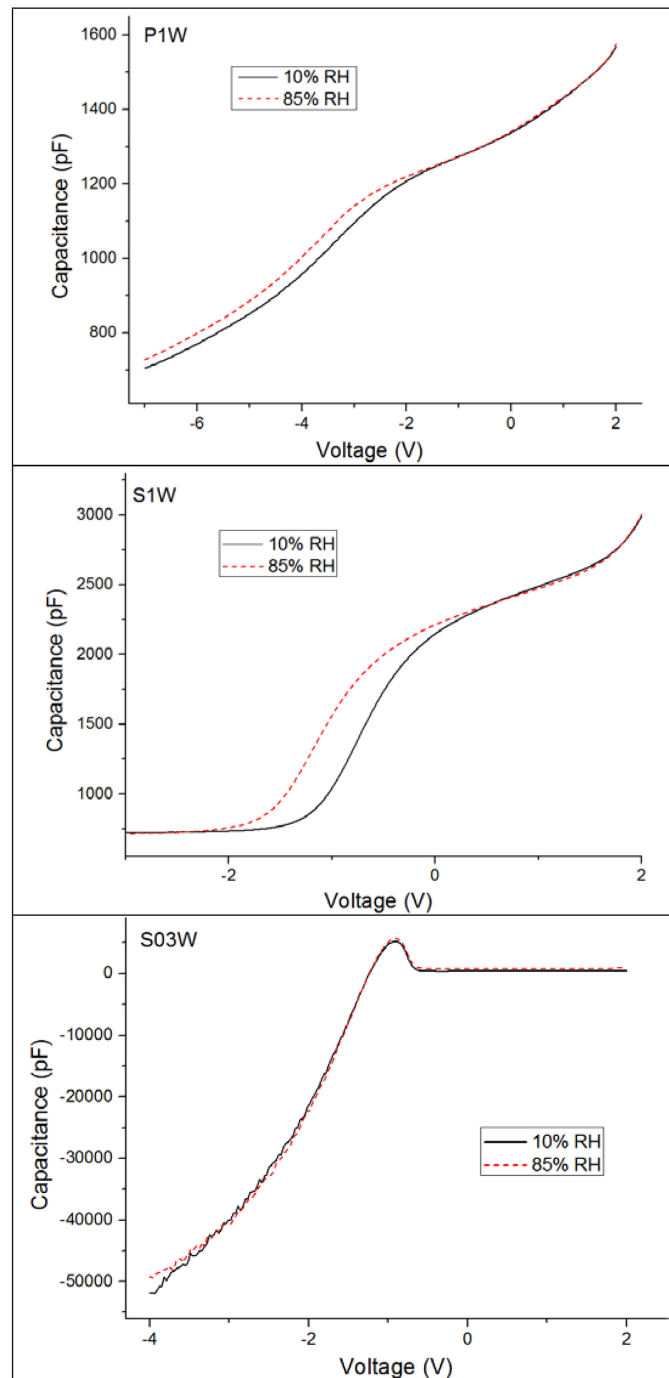 P1W
10% RH
85% RH
Capacitance (pF)
1600
1400
1200
1000
800
-6
-4
-2
0
2
Voltage (V)
S1W
10% RH
85% RH
Capacitance (pF)
3000
2500
2000
1500
1000
-2
0
2
Voltage (V)
S03W
10% RH
85% RH
Capacitance (pF)
0
-10000
-20000
-30000
-40000
-50000
-4
-2
0
2
Voltage (V)